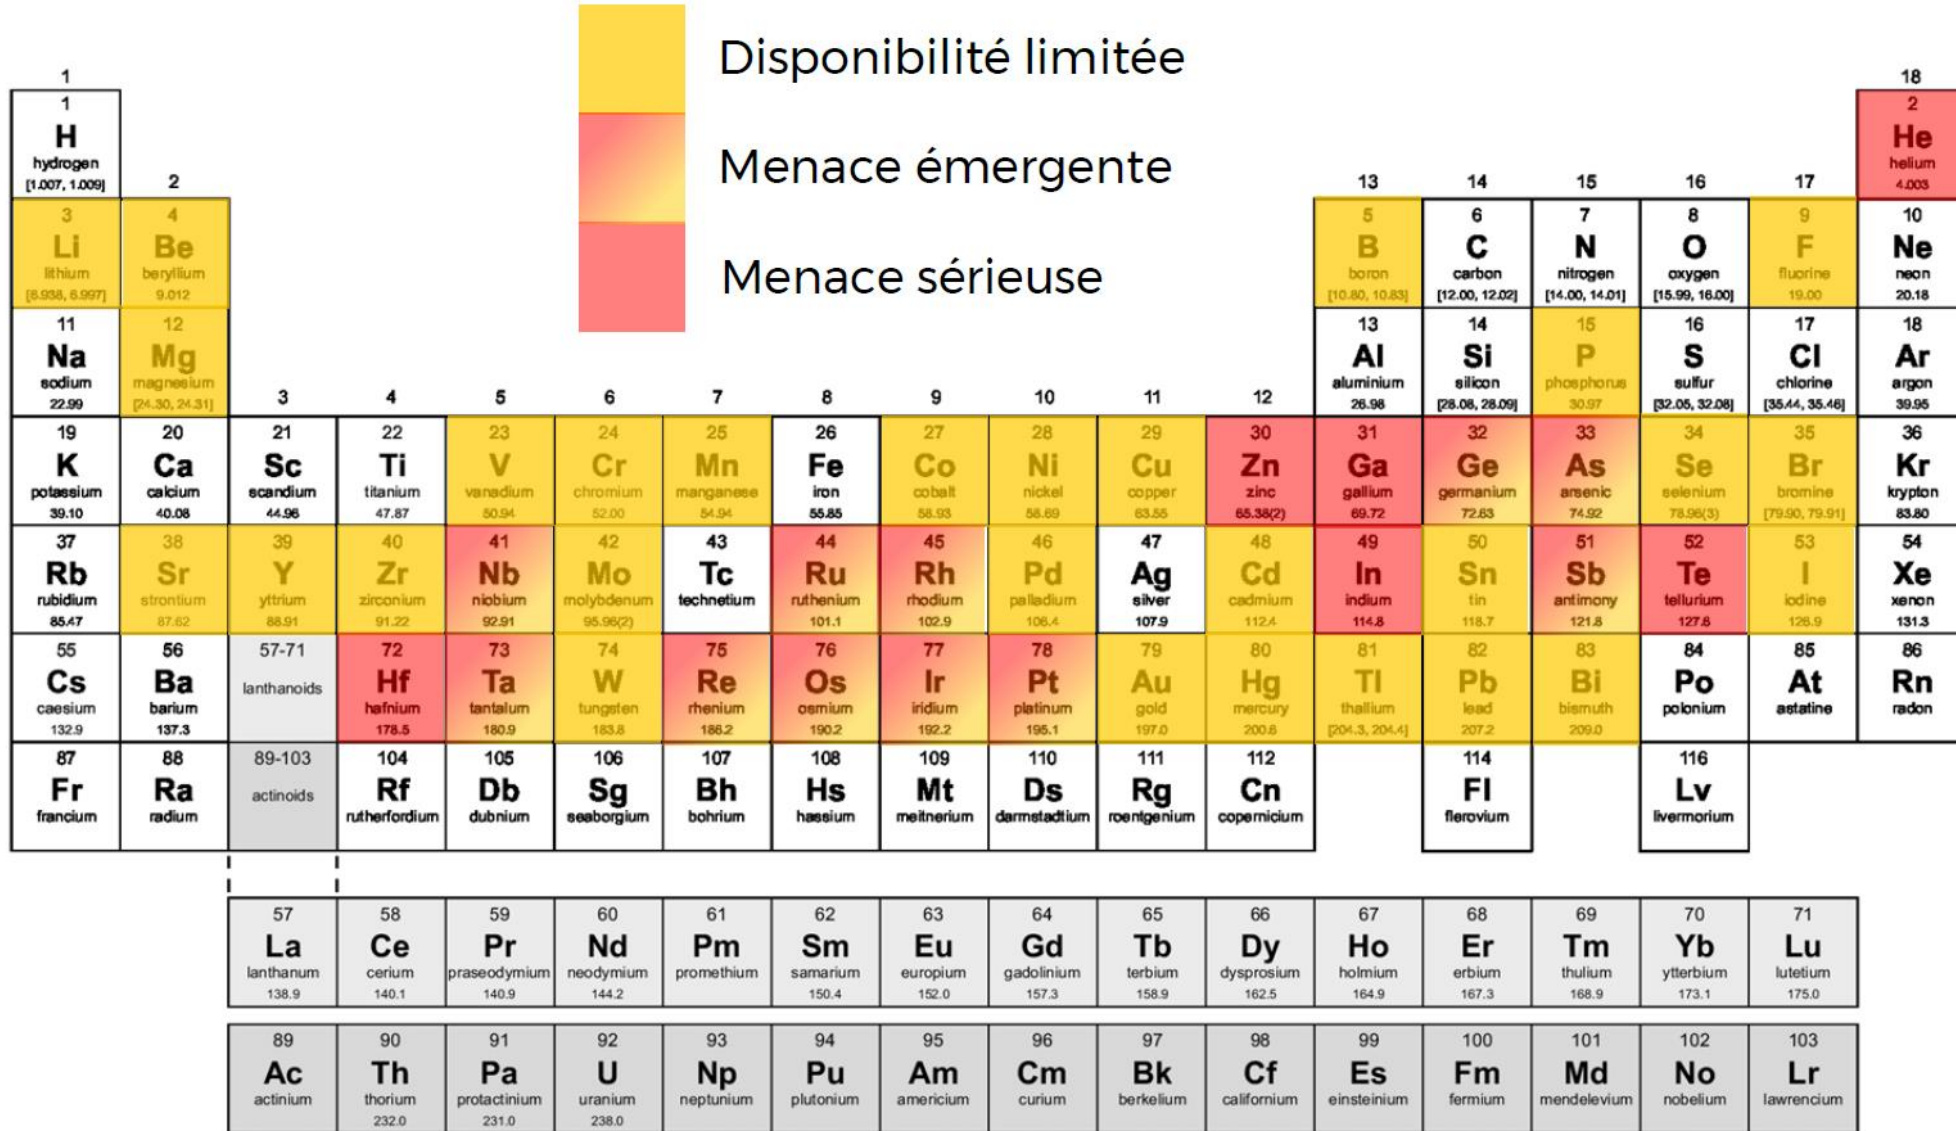 Disponibilité limitée
Menace émergente
Menace sérieuse
1
18
1
H
hydrogen
[1.007, 1.009]
2
He
helium
4.003
2
13
14
15
16
17
3
Li
lithium
[6.938, 6.997]
4
Be
beryllium
9.012
5
B
boron
[10.80, 10.83]
6
C
carbon
[12.00, 12.02]
7
N
nitrogen
[14.00, 14.01]
8
O
oxygen
[15.99, 16.00]
9
F
fluorine
19.00
10
Ne
neon
20.18
11
Na
sodium
22.99
12
Mg
magnesium
[24.30, 24.31]
3
4
5
6
7
8
9
10
11
12
13
Al
aluminium
26.98
14
Si
silicon
[28.08, 28.09]
15
P
phosphorus
30.97
16
S
sulfur
[32.05, 32.08]
17
Cl
chlorine
[35.44, 35.46]
18
Ar
argon
39.95
19
K
potassium
39.10
20
Ca
calcium
40.08
21
Sc
scandium
44.96
22
Ti
titanium
47.87
23
V
vanadium
50.94
24
Cr
chromium
52.00
25
Mn
manganese
54.94
26
Fe
iron
55.85
27
Co
cobalt
58.93
28
Ni
nickel
58.69
29
Cu
copper
63.55
30
Zn
zinc
65.38(2)
31
Ga
gallium
69.72
32
Ge
germanium
72.63
33
As
arsenic
74.92
34
Se
selenium
78.96(3)
35
Br
bromine
[79.90, 79.91]
36
Kr
krypton
83.80
37
Rb
rubidium
85.47
38
Sr
strontium
87.62
39
Y
yttrium
88.91
40
Zr
zirconium
91.22
41
Nb
niobium
92.91
42
Mo
molybdenum
95.96(2)
43
Tc
technetium
44
Ru
ruthenium
101.1
45
Rh
rhodium
102.9
46
Pd
palladium
106.4
47
Ag
silver
107.9
48
Cd
cadmium
112.4
49
In
indium
114.8
50
Sn
tin
118.7
51
Sb
antimony
121.8
52
Te
tellurium
127.6
53
I
iodine
126.9
54
Xe
xenon
131.3
55
Cs
caesium
132.9
56
Ba
barium
137.3
57-71
lanthanoids
72
Hf
hafnium
178.5
73
Ta
tantalum
180.9
74
W
tungsten
183.8
75
Re
rhenium
186.2
76
Os
osmium
190.2
77
Ir
iridium
192.2
78
Pt
platinum
195.1
79
Au
gold
197.0
80
Hg
mercury
200.6
81
Tl
thallium
[204.3, 204.4]
82
Pb
lead
207.2
83
Bi
bismuth
209.0
84
Po
polonium
85
At
astatine
86
Rn
radon
87
Fr
francium
88
Ra
radium
89-103
actinoids
104
Rf
rutherfordium
105
Db
dubnium
106
Sg
seaborgium
107
Bh
bohrium
108
Hs
hassium
109
Mt
meitnerium
110
Ds
darmstadtium
111
Rg
roentgenium
112
Cn
copernicium
114
Fl
flerovium
116
Lv
livermorium
57
La
lanthanum
138.9
58
Ce
cerium
140.1
59
Pr
praseodymium
140.9
60
Nd
neodymium
144.2
61
Pm
promethium
62
Sm
samarium
150.4
63
Eu
europium
152.0
64
Gd
gadolinium
157.3
65
Tb
terbium
158.9
66
Dy
dysprosium
162.5
67
Ho
holmium
164.9
68
Er
erbium
167.3
69
Tm
thulium
168.9
70
Yb
ytterbium
173.1
71
Lu
lutetium
175.0
89
Ac
actinium
90
Th
thorium
232.0
91
Pa
protactinium
231.0
92
U
uranium
238.0
93
Np
neptunium
94
Pu
plutonium
95
Am
americium
96
Cm
curium
97
Bk
berkelium
98
Cf
californium
99
Es
einsteinium
100
Fm
fermium
101
Md
mendelevium
102
No
nobelium
103
Lr
lawrencium